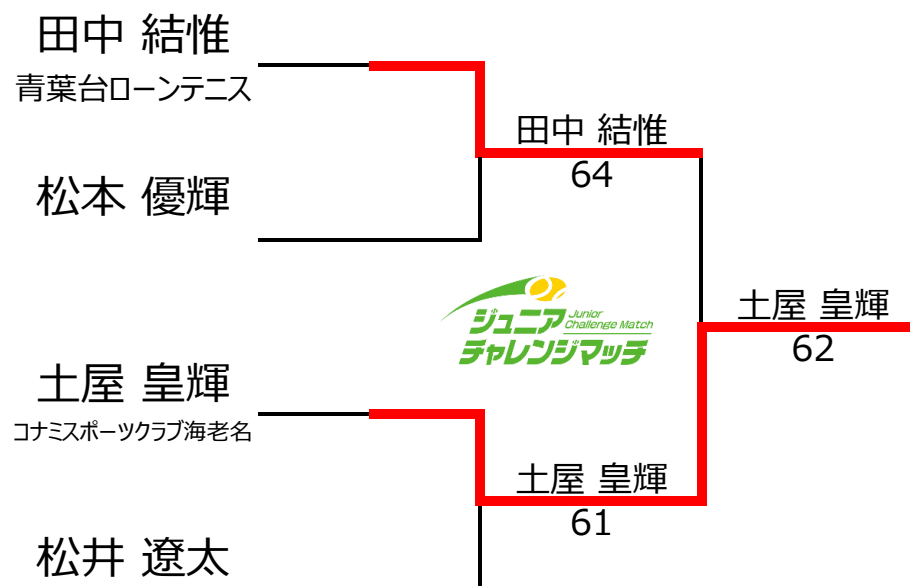 田中 結惟
青葉台ローンテニス
田中 結惟
64
松本 優輝
ジュニア
Junior
Challenge Match
チャレンジマッチ
土屋 皇輝
62
土屋 皇輝
コナミスポーツクラブ海老名
土屋 皇輝
61
松井 遼太